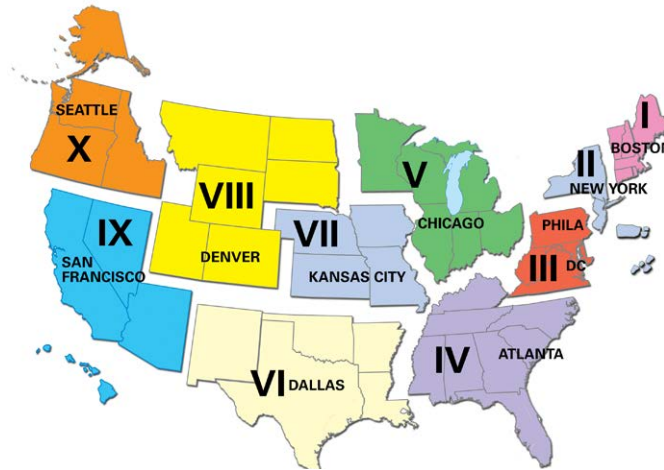 SEATTLE
X
I
BOSTON
II
NEW YORK
V
VIII
CHICAGO
PHILA
IX
VII
DENVER
SAN
FRANCISCO
KANSAS CITY
III
DC
IV
ATLANTA
VI DALLAS